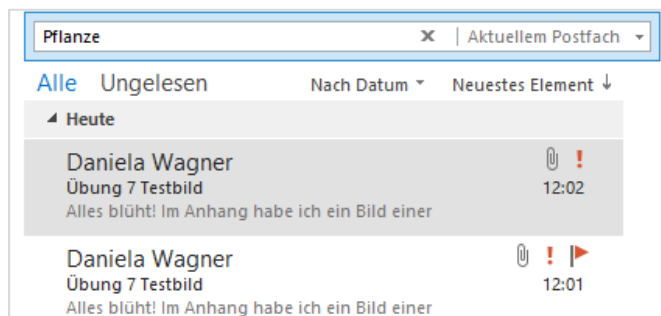 Pflanze | Aktuellem Postfach
Alle Ungelesen Nach Datum Neuestes Element ↓
Heute
Daniela Wagner
Übung 7 Testbild 12:02
Alles blüht! Im Anhang habe ich ein Bild einer
Daniela Wagner
Übung 7 Testbild 12:01
Alles blüht! Im Anhang habe ich ein Bild einer